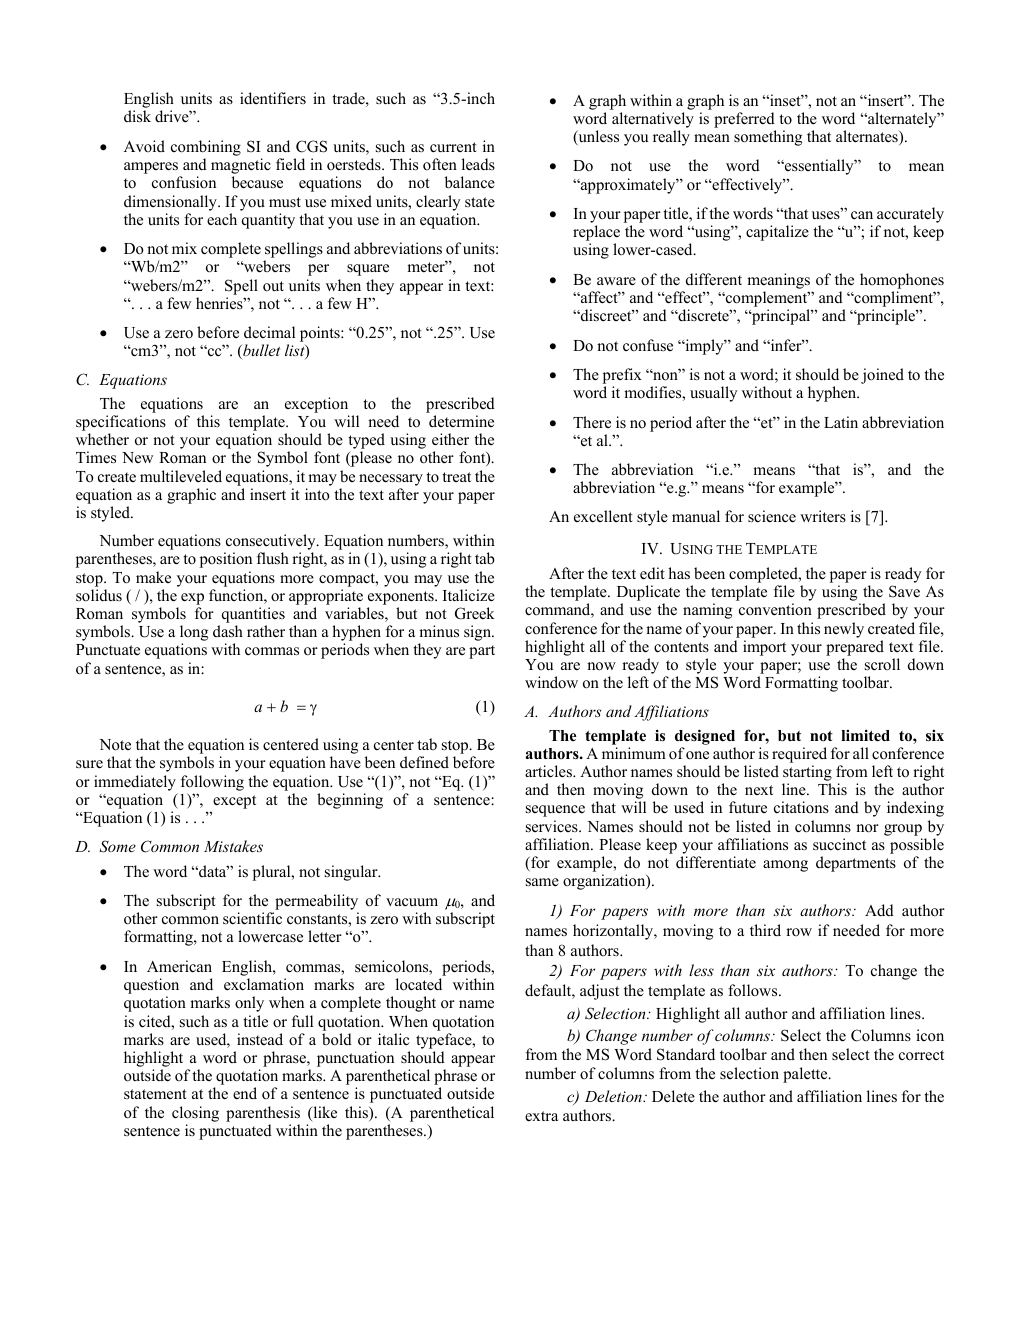 English units as identifiers in trade, such as “3.5-inch
disk drive”.
• Avoid combining SI and CGS units, such as current in
amperes and magnetic field in oersteds. This often leads
to confusion because equations do not balance
dimensionally. If you must use mixed units, clearly state
the units for each quantity that you use in an equation.
• Do not mix complete spellings and abbreviations of units:
“Wb/m2” or “webers per square meter”, not
“webers/m2”. Spell out units when they appear in text:
“. . . a few henries”, not “. . . a few H”.
• Use a zero before decimal points: “0.25”, not “.25”. Use
“cm3”, not “cc”. (bullet list)
C. Equations
The equations are an exception to the prescribed
specifications of this template. You will need to determine
whether or not your equation should be typed using either the
Times New Roman or the Symbol font (please no other font).
To create multileveled equations, it may be necessary to treat the
equation as a graphic and insert it into the text after your paper
is styled.
Number equations consecutively. Equation numbers, within
parentheses, are to position flush right, as in (1), using a right tab
stop. To make your equations more compact, you may use the
solidus ( / ), the exp function, or appropriate exponents. Italicize
Roman symbols for quantities and variables, but not Greek
symbols. Use a long dash rather than a hyphen for a minus sign.
Punctuate equations with commas or periods when they are part
of a sentence, as in:
a + b = γ (1)
Note that the equation is centered using a center tab stop. Be
sure that the symbols in your equation have been defined before
or immediately following the equation. Use “(1)”, not “Eq. (1)”
or “equation (1)”, except at the beginning of a sentence:
“Equation (1) is . . .”
D. Some Common Mistakes
• The word “data” is plural, not singular.
• The subscript for the permeability of vacuum μ0, and
other common scientific constants, is zero with subscript
formatting, not a lowercase letter “o”.
• In American English, commas, semicolons, periods,
question and exclamation marks are located within
quotation marks only when a complete thought or name
is cited, such as a title or full quotation. When quotation
marks are used, instead of a bold or italic typeface, to
highlight a word or phrase, punctuation should appear
outside of the quotation marks. A parenthetical phrase or
statement at the end of a sentence is punctuated outside
of the closing parenthesis (like this). (A parenthetical
sentence is punctuated within the parentheses.)
• A graph within a graph is an “inset”, not an “insert”. The
word alternatively is preferred to the word “alternately”
(unless you really mean something that alternates).
• Do not use the word “essentially” to mean
“approximately” or “effectively”.
• In your paper title, if the words “that uses” can accurately
replace the word “using”, capitalize the “u”; if not, keep
using lower-cased.
• Be aware of the different meanings of the homophones
“affect” and “effect”, “complement” and “compliment”,
“discreet” and “discrete”, “principal” and “principle”.
• Do not confuse “imply” and “infer”.
• The prefix “non” is not a word; it should be joined to the
word it modifies, usually without a hyphen.
• There is no period after the “et” in the Latin abbreviation
“et al.”.
• The abbreviation “i.e.” means “that is”, and the
abbreviation “e.g.” means “for example”.
An excellent style manual for science writers is [7].
IV. USING THE TEMPLATE
After the text edit has been completed, the paper is ready for
the template. Duplicate the template file by using the Save As
command, and use the naming convention prescribed by your
conference for the name of your paper. In this newly created file,
highlight all of the contents and import your prepared text file.
You are now ready to style your paper; use the scroll down
window on the left of the MS Word Formatting toolbar.
A. Authors and Affiliations
The template is designed for, but not limited to, six
authors. A minimum of one author is required for all conference
articles. Author names should be listed starting from left to right
and then moving down to the next line. This is the author
sequence that will be used in future citations and by indexing
services. Names should not be listed in columns nor group by
affiliation. Please keep your affiliations as succinct as possible
(for example, do not differentiate among departments of the
same organization).
1) For papers with more than six authors: Add author
names horizontally, moving to a third row if needed for more
than 8 authors.
2) For papers with less than six authors: To change the
default, adjust the template as follows.
a) Selection: Highlight all author and affiliation lines.
b) Change number of columns: Select the Columns icon
from the MS Word Standard toolbar and then select the correct
number of columns from the selection palette.
c) Deletion: Delete the author and affiliation lines for the
extra authors.